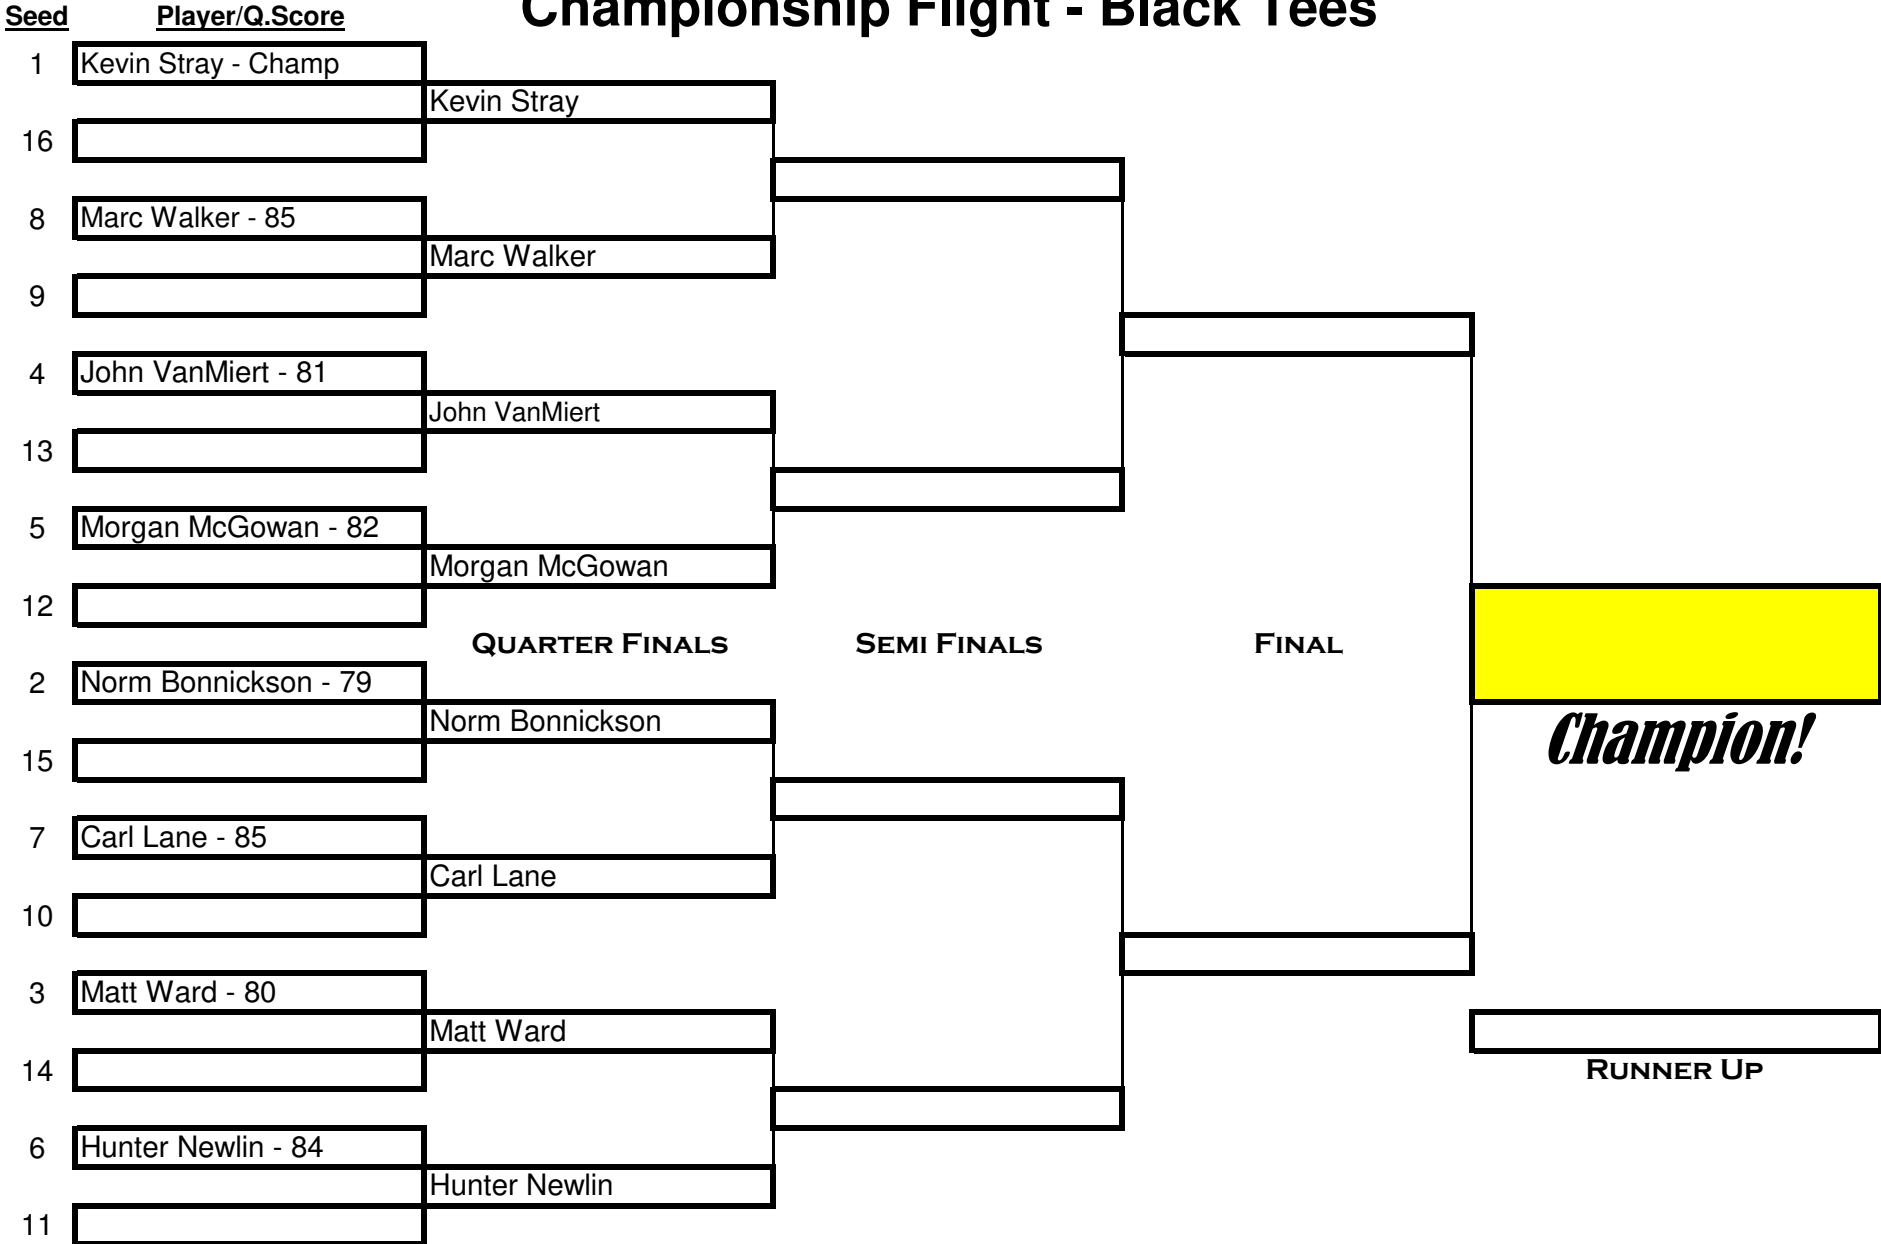 Championship Flight - Black Tees
Seed Player/Q.Score
1 Kevin Stray - Champ
Kevin Stray
16
8 Marc Walker - 85
Marc Walker
9
4 John VanMiert - 81
John VanMiert
13
5 Morgan McGowan - 82
Morgan McGowan
12
QUARTER FINALS SEMI FINALS FINAL
2 Norm Bonnickson - 79
Norm Bonnickson
Champion!
15
7 Carl Lane - 85
Carl Lane
10
3 Matt Ward - 80
Matt Ward
14
RUNNER UP
6 Hunter Newlin - 84
Hunter Newlin
11